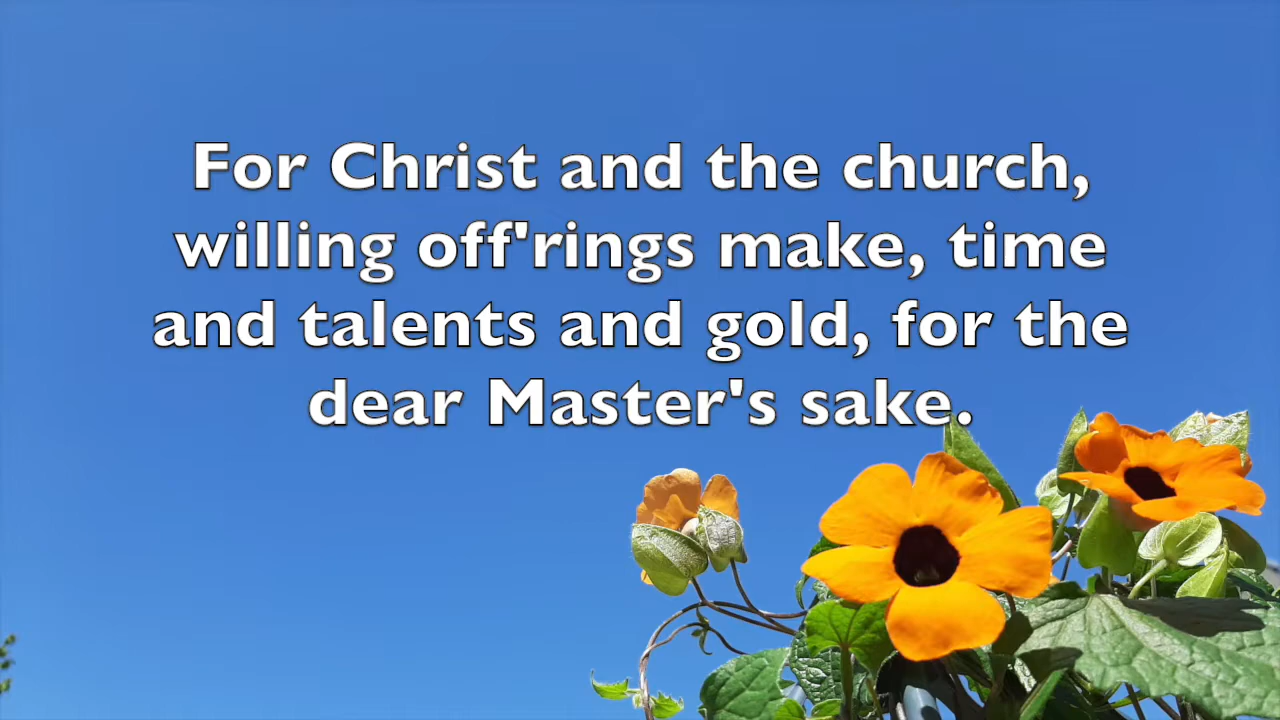 For Christ and the church,
willing off'rings make, time
and talents and gold, for the
dear Master's sake.